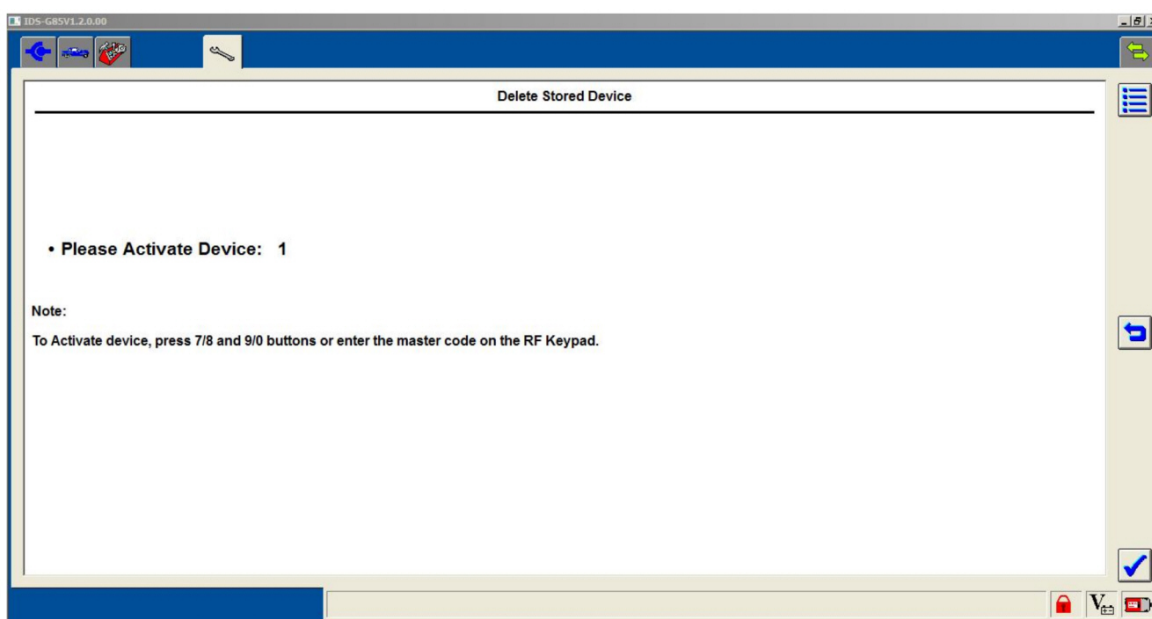 IDS-G85V1.2.0.00
Delete Stored Device
• Please Activate Device: 1
Note:
To Activate device, press 7/8 and 9/0 buttons or enter the master code on the RF Keypad.
V